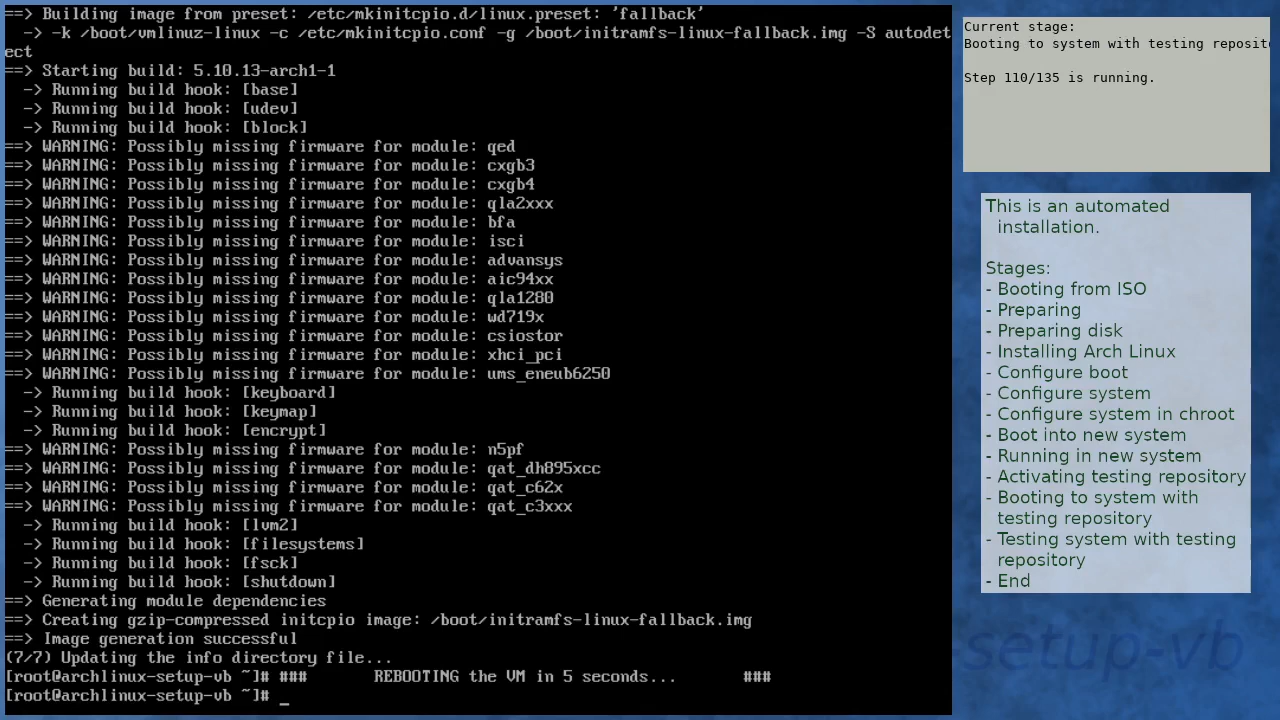 ==> Building image from preset: /etc/mkinitcpio.d/linux.preset: 'fallback'
  -> -k /boot/vmlinuz-linux -c /etc/mkinitcpio.conf -g /boot/initramfs-linux-fallback.img -S autodet
ect
==> Starting build: 5.10.13-arch1-1
  -> Running build hook: [base]
  -> Running build hook: [udev]
  -> Running build hook: [block]
==> WARNING: Possibly missing firmware for module: qed
==> WARNING: Possibly missing firmware for module: cxgb3
==> WARNING: Possibly missing firmware for module: cxgb4
==> WARNING: Possibly missing firmware for module: qla2xxx
==> WARNING: Possibly missing firmware for module: bfa
==> WARNING: Possibly missing firmware for module: isci
==> WARNING: Possibly missing firmware for module: advansys
==> WARNING: Possibly missing firmware for module: aic94xx
==> WARNING: Possibly missing firmware for module: qla1280
==> WARNING: Possibly missing firmware for module: wd719x
==> WARNING: Possibly missing firmware for module: csiostor
==> WARNING: Possibly missing firmware for module: xhci_pci
==> WARNING: Possibly missing firmware for module: ums_eneub6250
  -> Running build hook: [keyboard]
  -> Running build hook: [keymap]
  -> Running build hook: [encrypt]
==> WARNING: Possibly missing firmware for module: n5pf
==> WARNING: Possibly missing firmware for module: qat_dh895xcc
==> WARNING: Possibly missing firmware for module: qat_c62x
==> WARNING: Possibly missing firmware for module: qat_c3xxx
  -> Running build hook: [lvm2]
  -> Running build hook: [filesystems]
  -> Running build hook: [fsck]
  -> Running build hook: [shutdown]
==> Generating module dependencies
==> Creating gzip-compressed initcpio image: /boot/initramfs-linux-fallback.img
==> Image generation successful
(7/7) Updating the info directory file...
[root@archlinux-setup-vb ~]# ###       REBOOTING the VM in 5 seconds...       ###
[root@archlinux-setup-vb ~]# _
Current stage:
Booting to system with testing reposito
Step 110/135 is running.
This is an automated
installation.
Stages:
- Booting from ISO
- Preparing
- Preparing disk
- Installing Arch Linux
- Configure boot
- Configure system
- Configure system in chroot
- Boot into new system
- Running in new system
- Activating testing repository
- Booting to system with
testing repository
- Testing system with testing
repository
- End
setup-vb